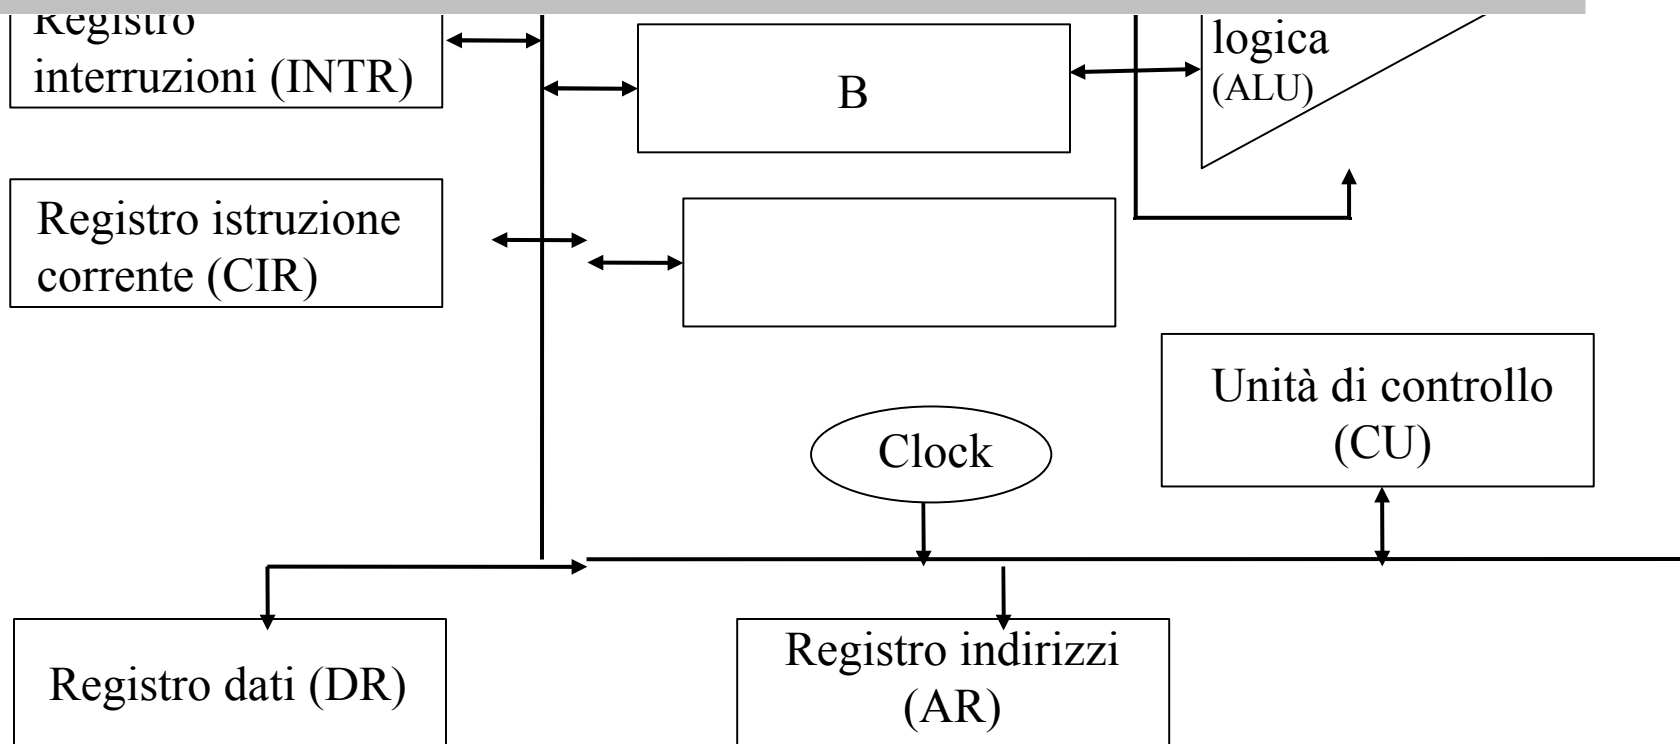 Registro
interruzioni (INTR)
logica
(ALU)
B
Registro istruzione
corrente (CIR)
Unità di controllo
(CU)
Clock
Registro dati (DR)
Registro indirizzi
(AR)